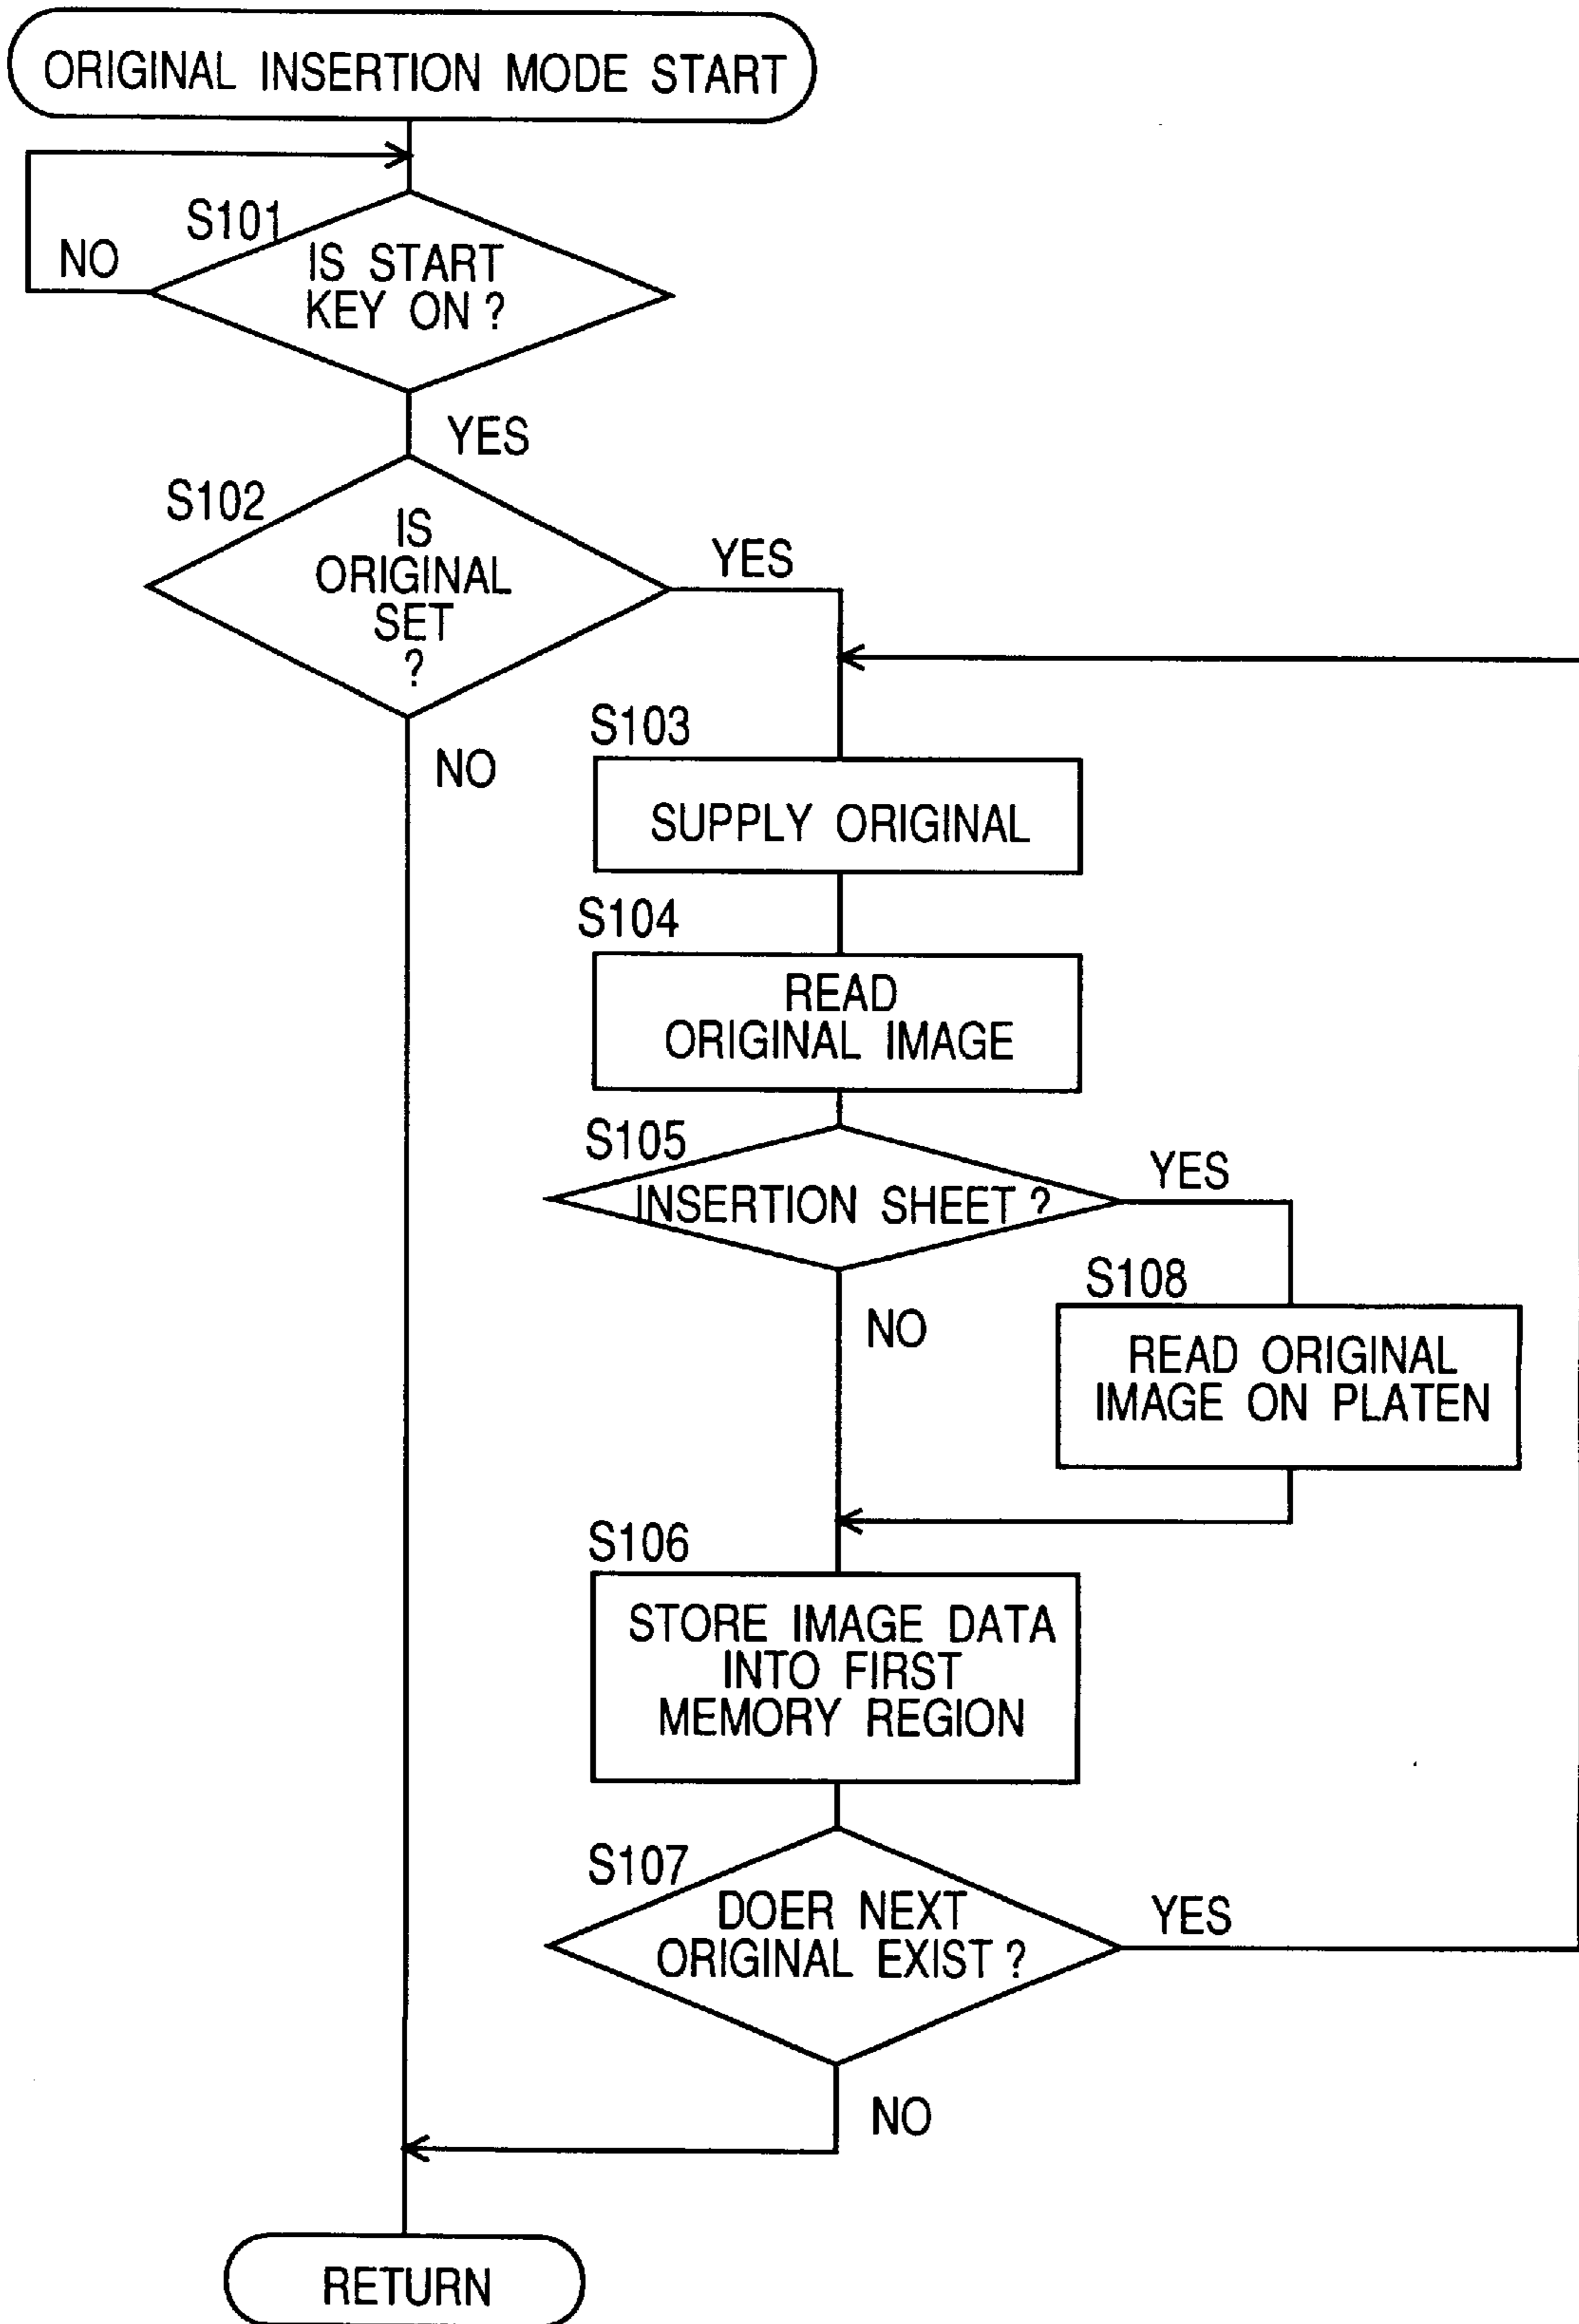 ORIGINAL INSERTION MODE START
S101
NO
IS START
KEY ON ?
YES
S102
IS
ORIGINAL
SET
?
YES
NO
S103
SUPPLY ORIGINAL
S104
READ
ORIGINAL IMAGE
S105
INSERTION SHEET ?
YES
NO
S108
READ ORIGINAL
IMAGE ON PLATEN
S106
STORE IMAGE DATA
INTO FIRST
MEMORY REGION
S107
DOER NEXT
ORIGINAL EXIST ?
YES
NO
RETURN